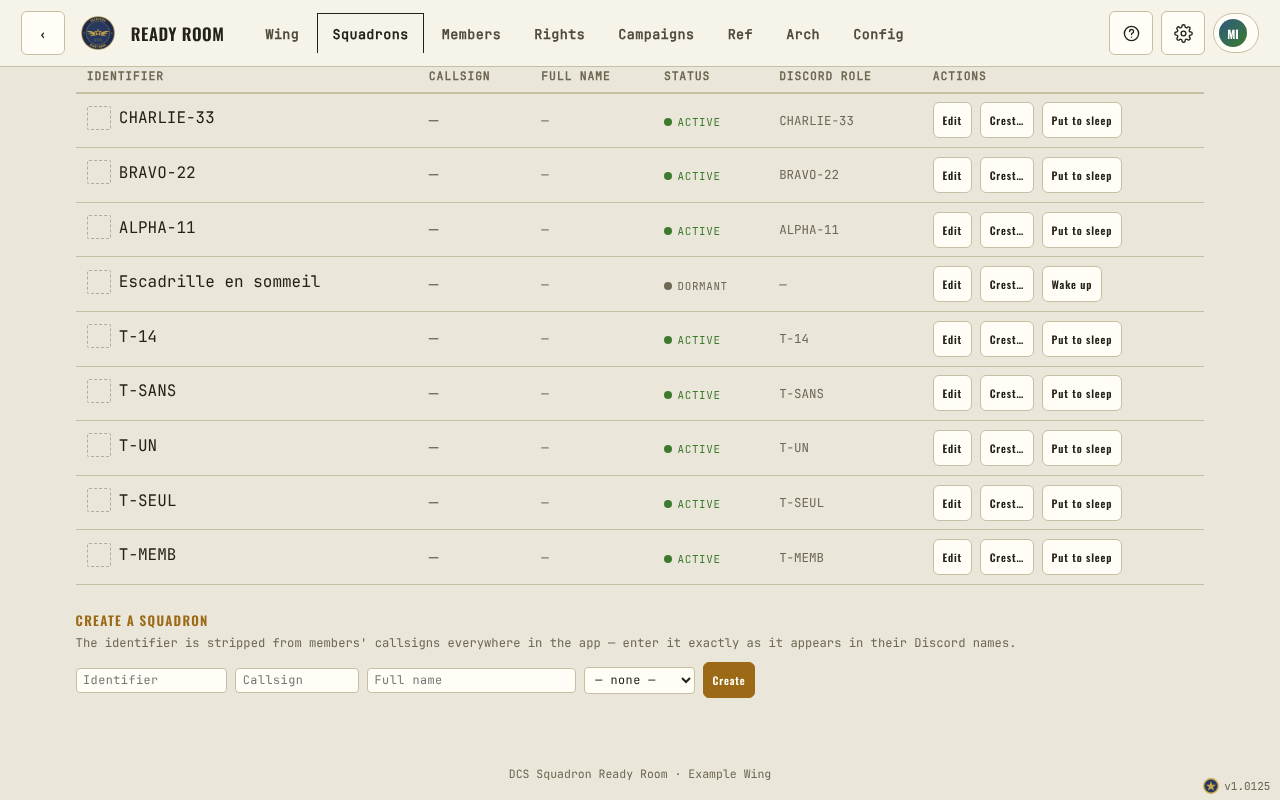 ‹ READY ROOM Wing Squadrons Members Rights Campaigns Ref Arch Config MI
IDENTIFIER CALLSIGN FULL NAME STATUS DISCORD ROLE ACTIONS
CHARLIE-33 — — ACTIVE CHARLIE-33 Edit Crest… Put to sleep
BRAVO-22 — — ACTIVE BRAVO-22 Edit Crest… Put to sleep
ALPHA-11 — — ACTIVE ALPHA-11 Edit Crest… Put to sleep
Escadrille en sommeil — — DORMANT — Edit Crest… Wake up
T-14 — — ACTIVE T-14 Edit Crest… Put to sleep
T-SANS — — ACTIVE T-SANS Edit Crest… Put to sleep
T-UN — — ACTIVE T-UN Edit Crest… Put to sleep
T-SEUL — — ACTIVE T-SEUL Edit Crest… Put to sleep
T-MEMB — — ACTIVE T-MEMB Edit Crest… Put to sleep
CREATE A SQUADRON
The identifier is stripped from members' callsigns everywhere in the app — enter it exactly as it appears in their Discord names.
Identifier Callsign Full name — none — Create
DCS Squadron Ready Room · Example Wing
v1.0125